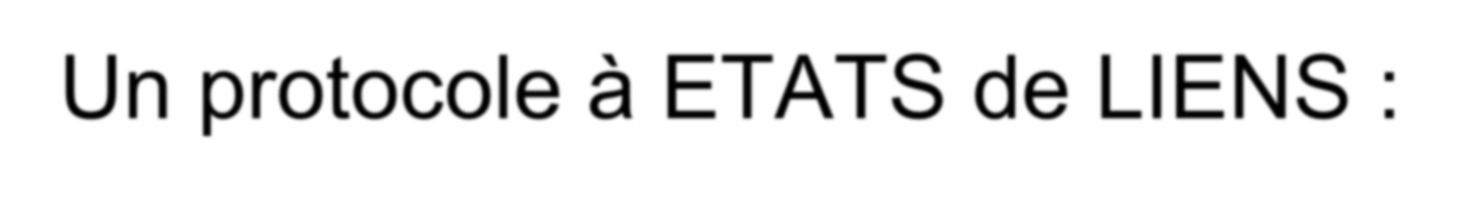 Un protocole à ETATS de LIENS :